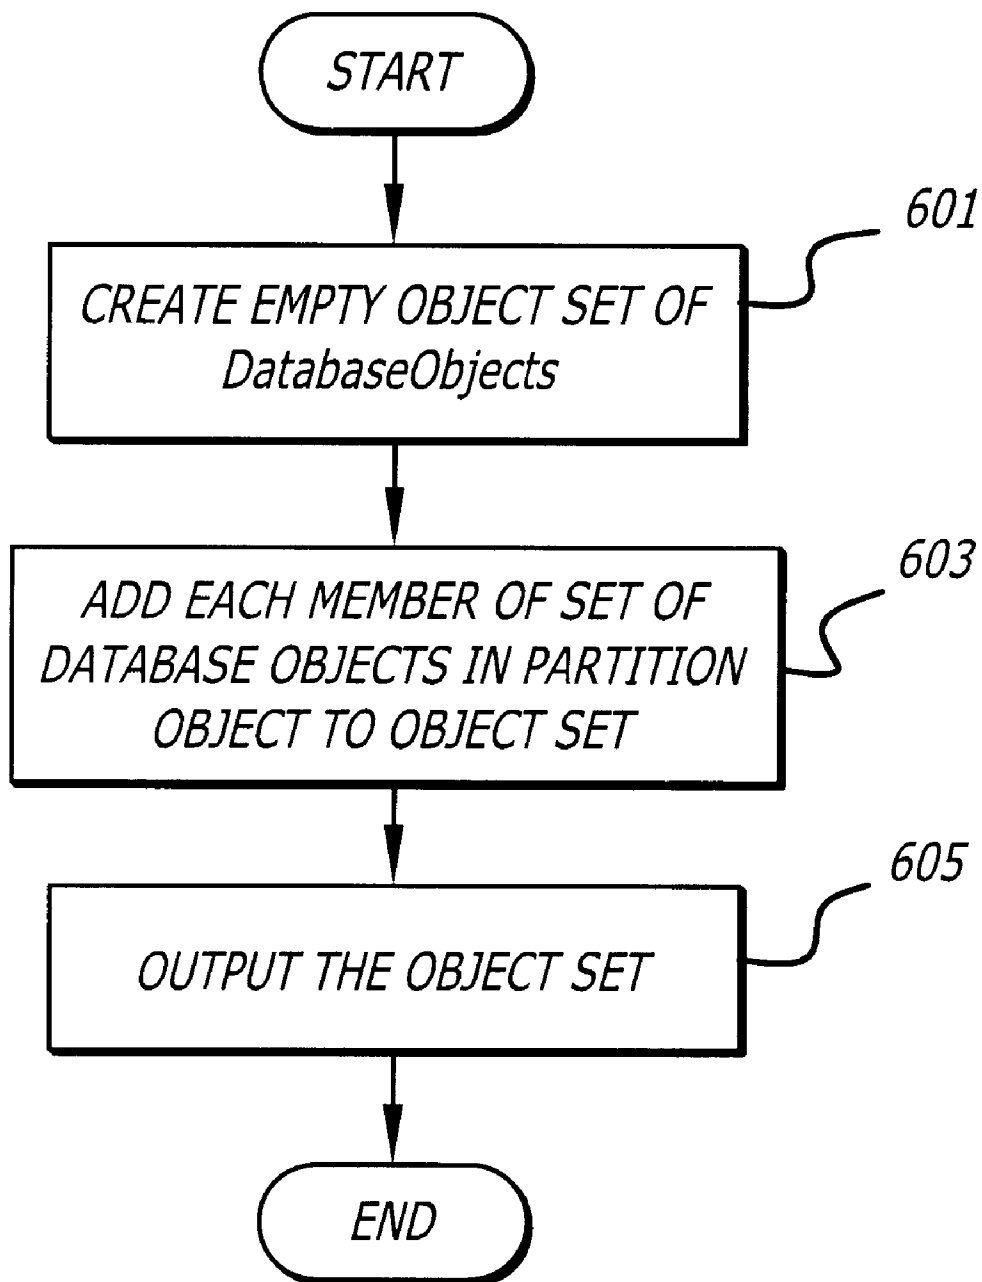 START
601
CREATE EMPTY OBJECT SET OF
DatabaseObjects
603
ADD EACH MEMBER OF SET OF
DATABASE OBJECTS IN PARTITION
OBJECT TO OBJECT SET
605
OUTPUT THE OBJECT SET
END